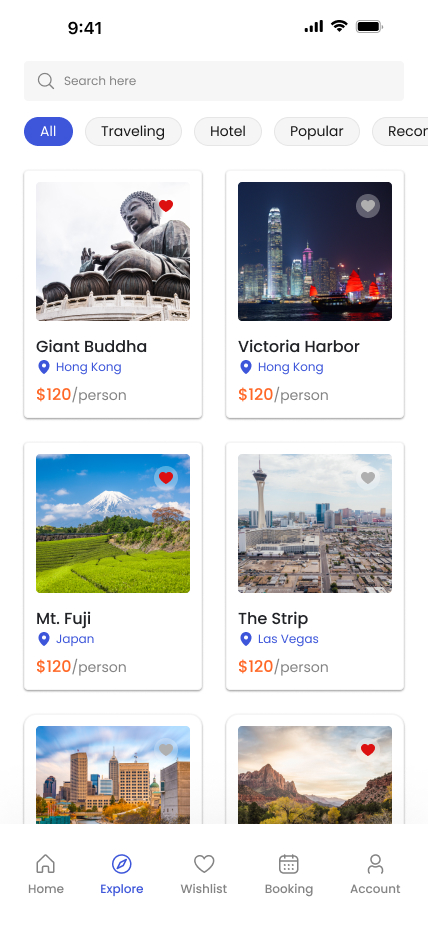 9:41
Search here
All
Traveling
Hotel
Popular
Recor
Giant Buddha
Hong Kong
$120/person
Victoria Harbor
Hong Kong
$120/person
Mt. Fuji
Japan
$120/person
The Strip
Las Vegas
$120/person
Home
Explore
Wishlist
Booking
Account